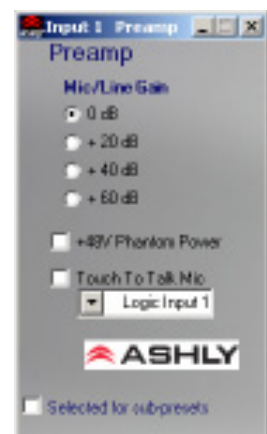 Input 1 Preamp
Preamp
Mic/Line Gain
0 dB
+ 20 dB
+ 40 dB
+ 60 dB
+48V Phantom Power
Touch To Talk Mic
Logic Input 1
ASHLY
Selected for sub-presets